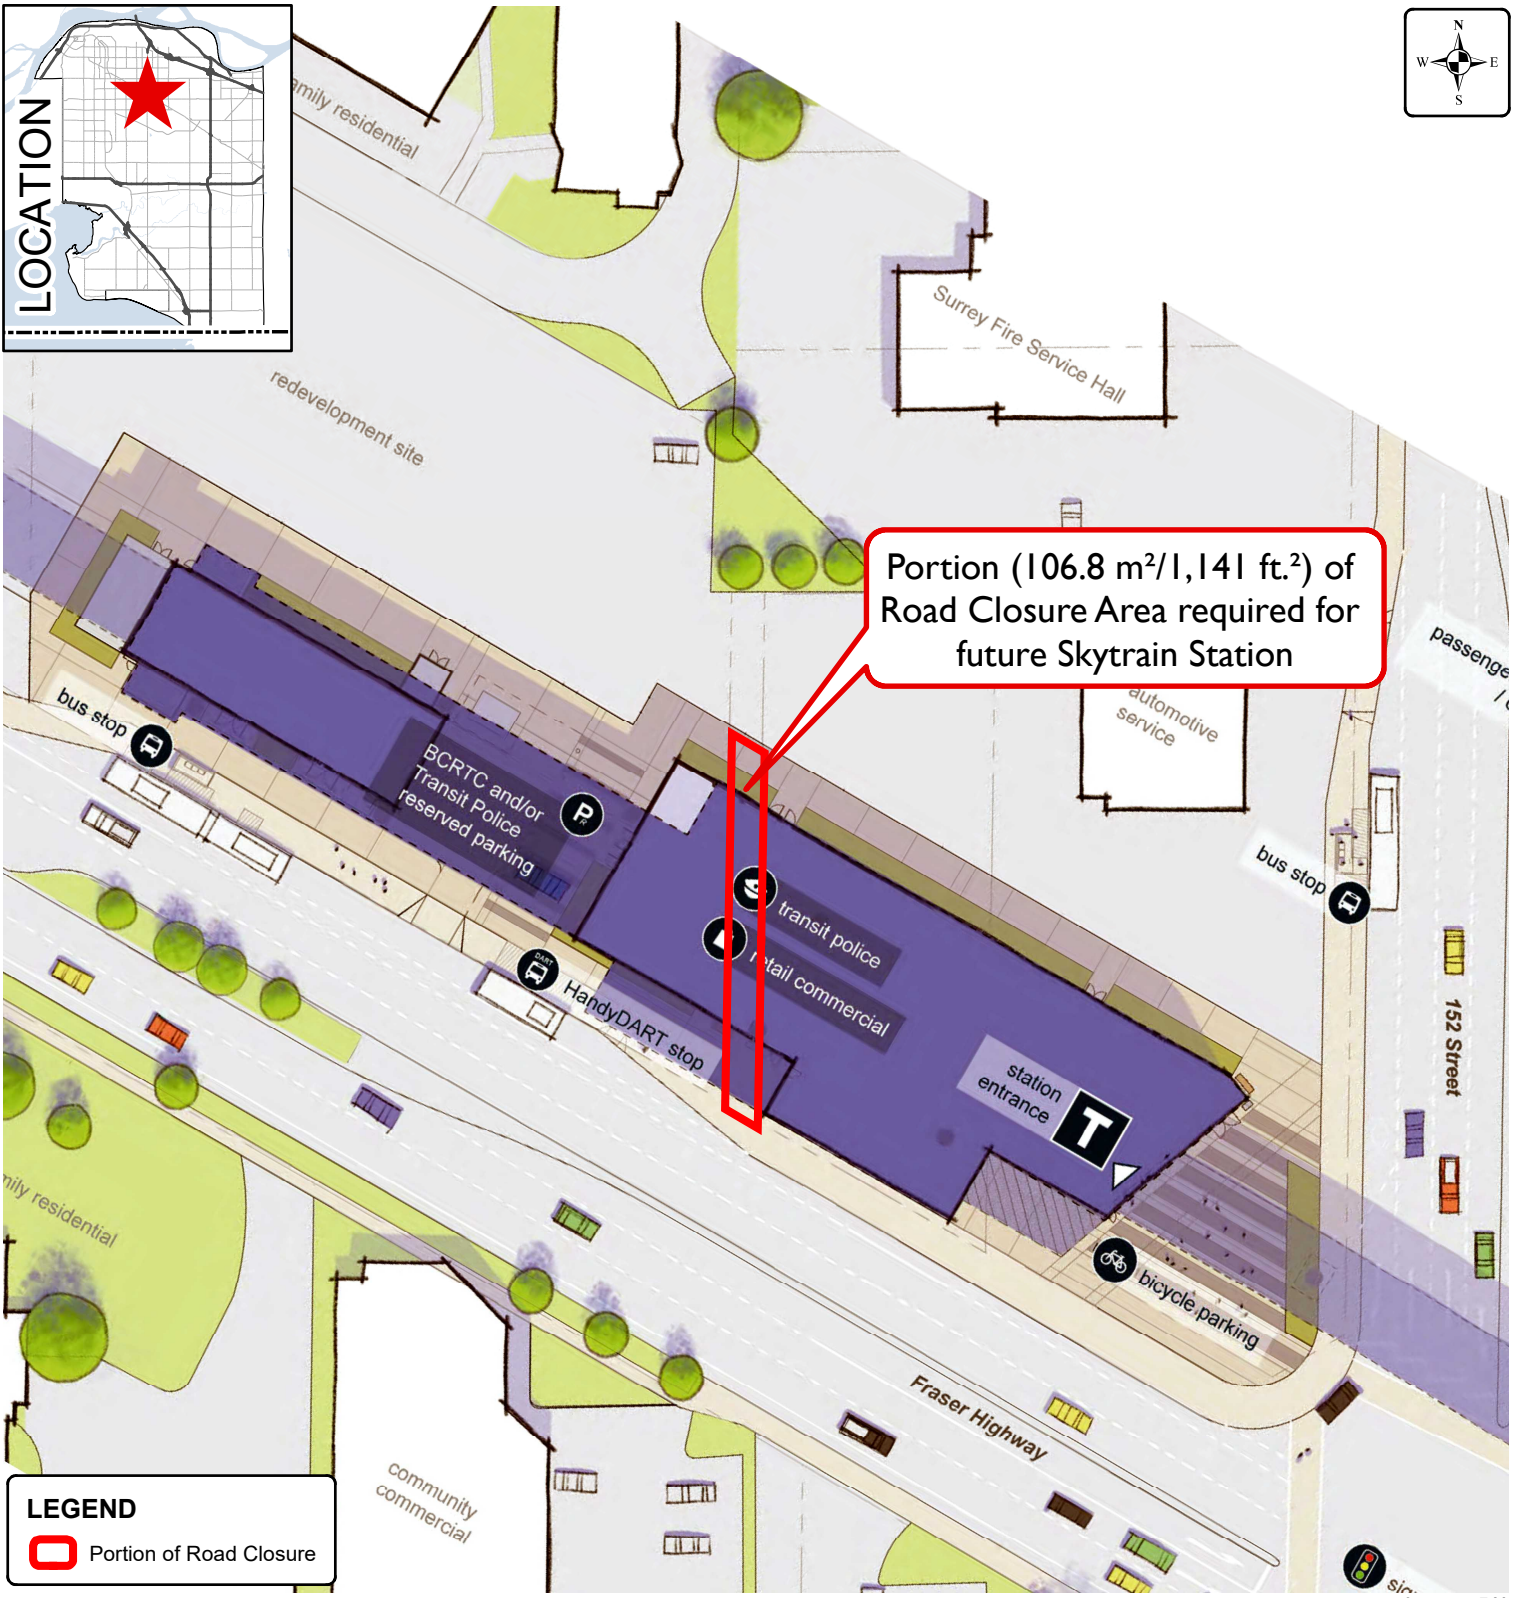 LOCATION
N
W E
S
family residential
Surrey Fire Service Hall
redevelopment site
Portion (106.8 m²/1,141 ft.²) of
Road Closure Area required for
future Skytrain Station
automotive
service
bus stop
BCRTC and/or
Transit Police
reserved parking
P
R
bus stop
transit police
retail commercial
DART
HandyDART stop
152 Street
station
entrance
T
bicycle parking
residential
Fraser Highway
community
commercial
LEGEND
Portion of Road Closure